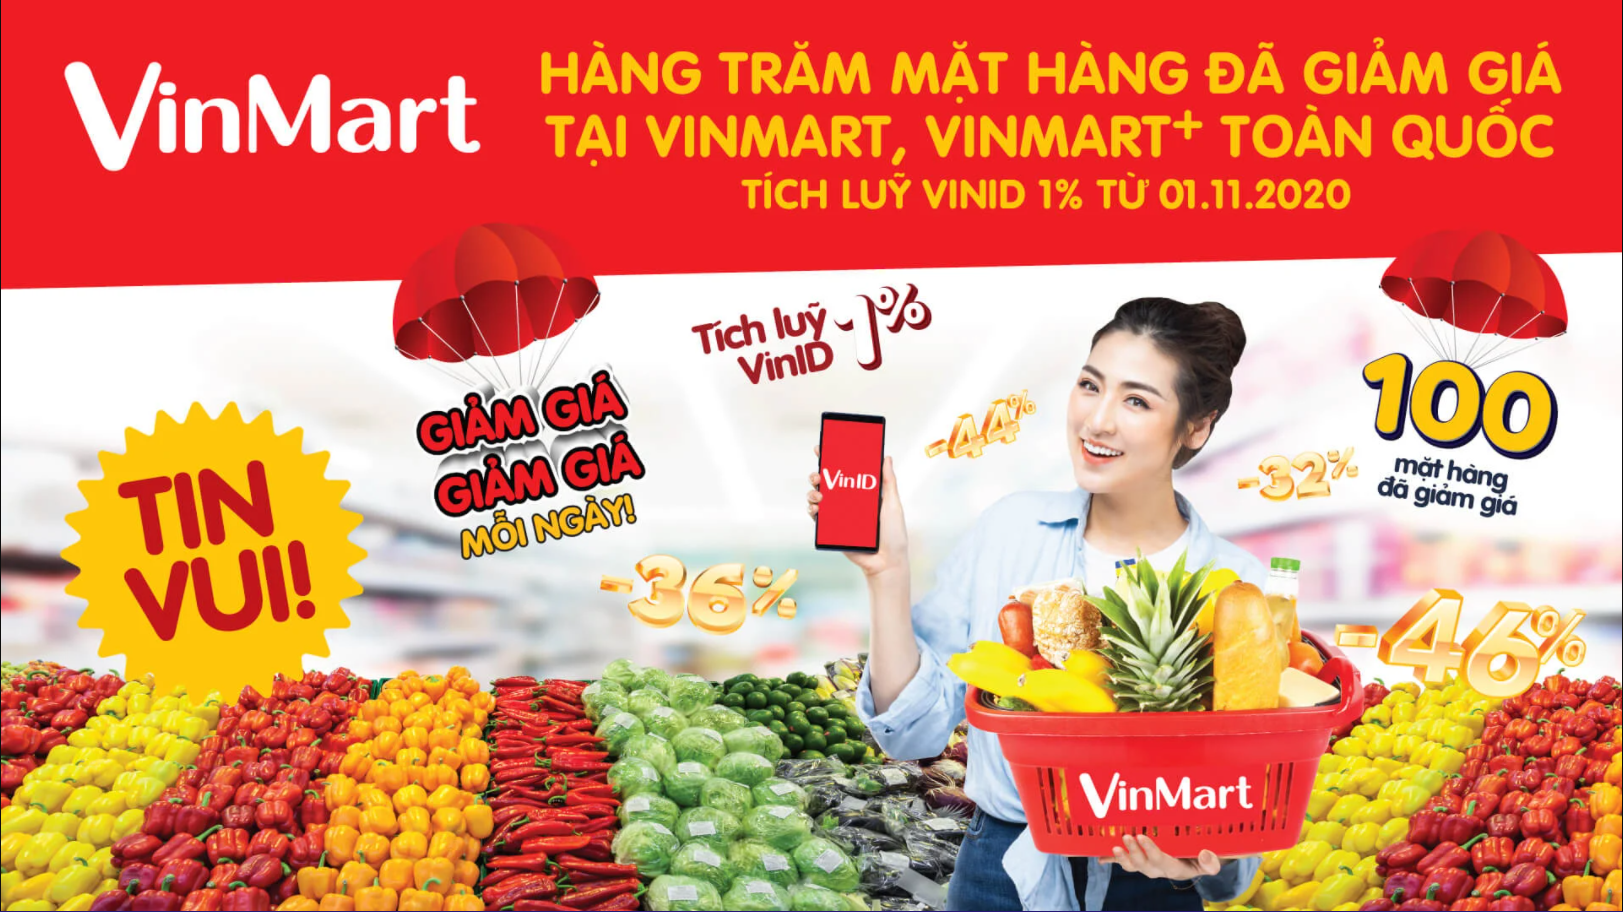 VinMart
HÀNG TRĂM MẶT HÀNG ĐÃ GIẢM GIÁ
TẠI VINMART, VINMART+ TOÀN QUỐC
TÍCH LUỸ VINID 1% TỪ 01.11.2020
Tích luỹ
VinID
1%
GIẢM GIÁ
GIẢM GIÁ
MỖI NGÀY!
TIN
VUI!
VinID
-44%
-32%
100
mặt hàng
đã giảm giá
-36%
-46%
VinMart